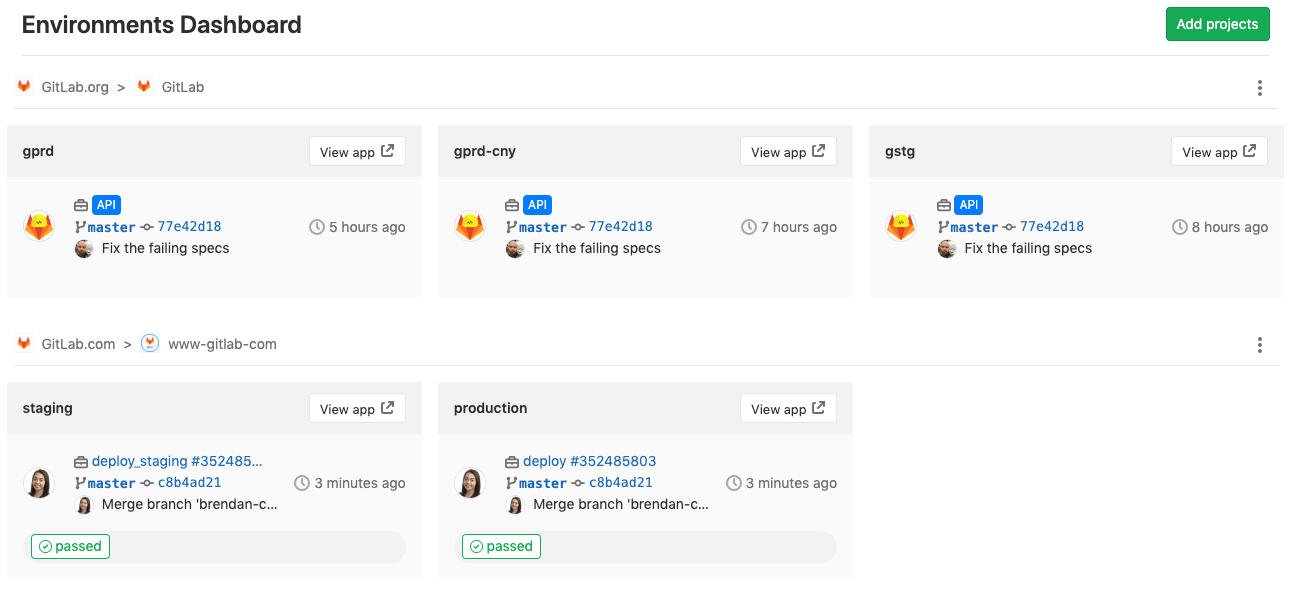 Environments Dashboard
Add projects
GitLab.org > GitLab
gprd
View app
API
master 77e42d18
5 hours ago
Fix the failing specs
gprd-cny
View app
API
master 77e42d18
7 hours ago
Fix the failing specs
gstg
View app
API
master 77e42d18
8 hours ago
Fix the failing specs
GitLab.com > www-gitlab-com
staging
View app
deploy_staging #352485...
master c8b4ad21
3 minutes ago
Merge branch 'brendan-c...
passed
production
View app
deploy #352485803
master c8b4ad21
3 minutes ago
Merge branch 'brendan-c...
passed